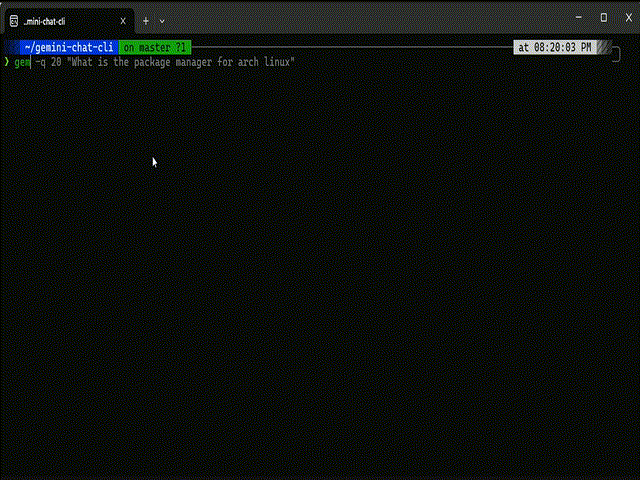 ..mini-chat-cli
~/gemini-chat-cli on master ?1 at 08:20:03 PM
❯ gem -q 20 "What is the package manager for arch linux"